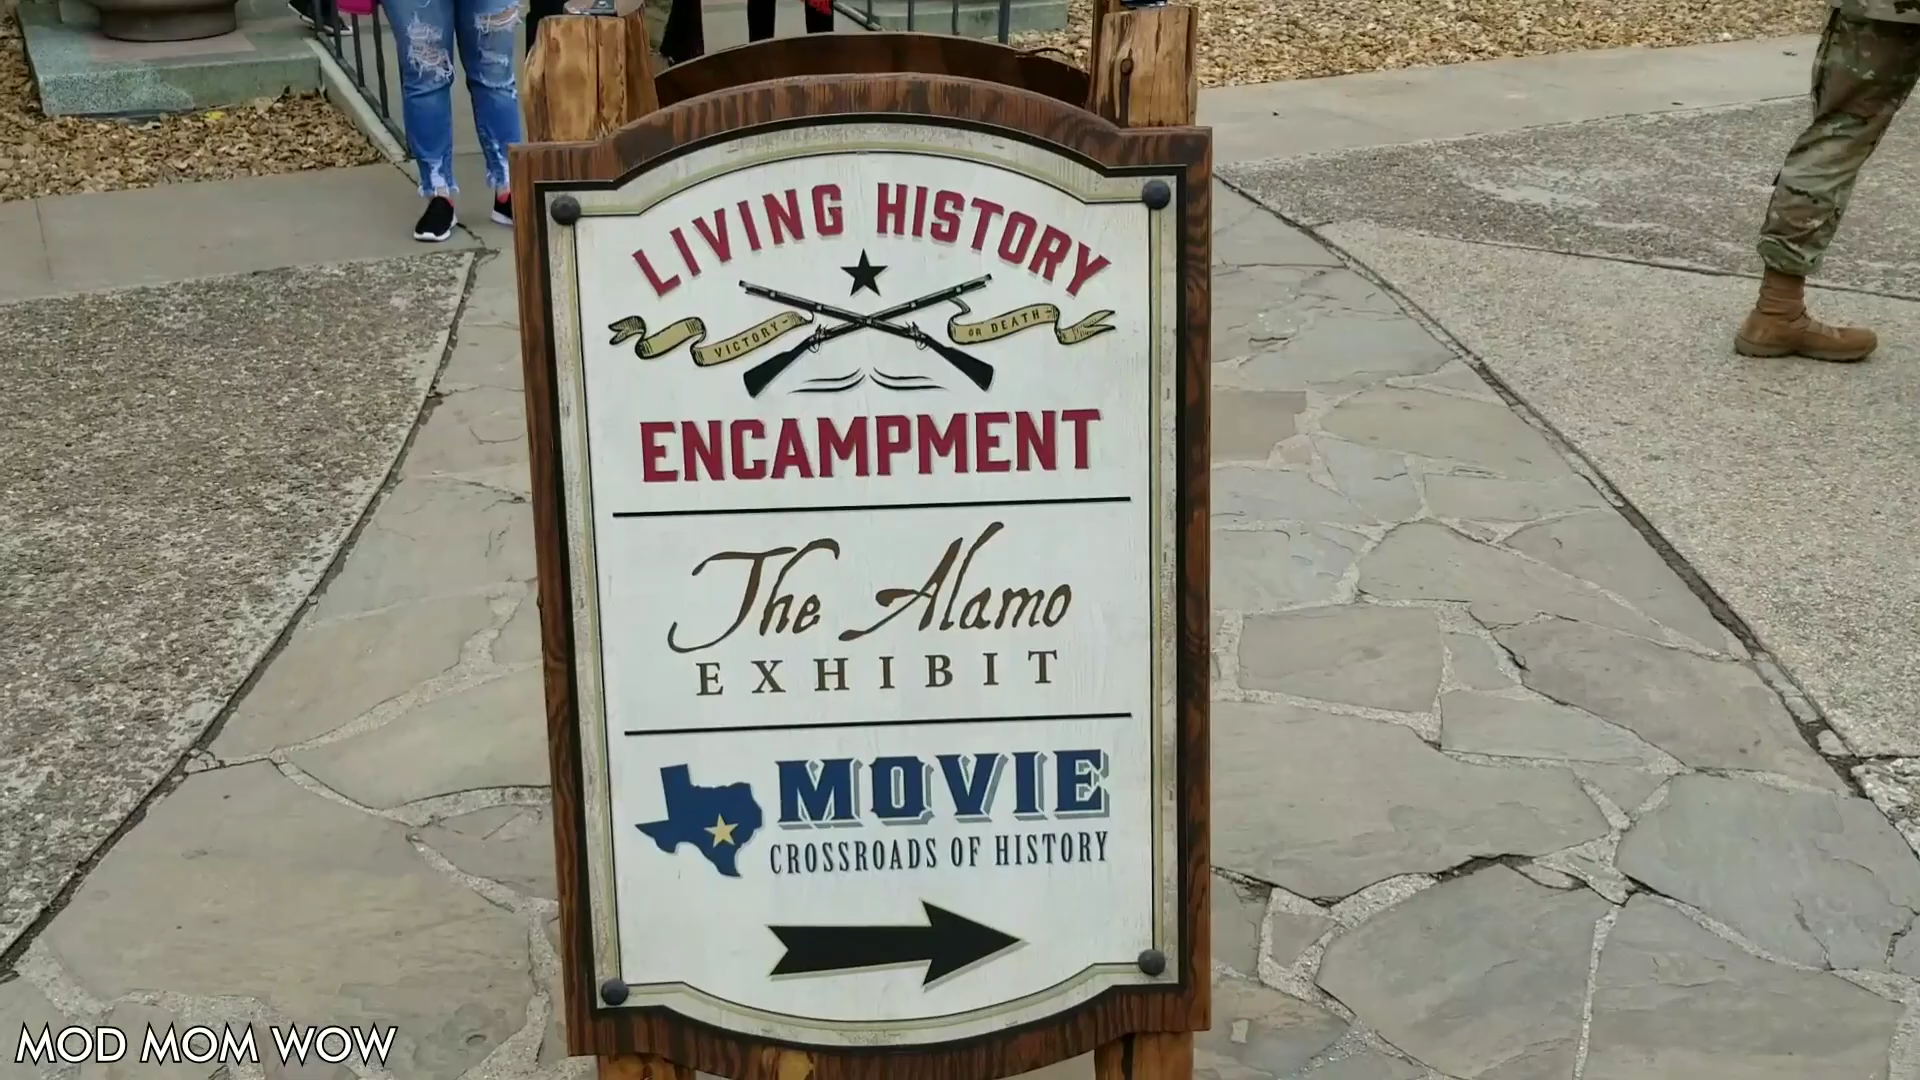 LIVING HISTORY
VICTORY - OR DEATH -
ENCAMPMENT
The Alamo
EXHIBIT
MOVIE
CROSSROADS OF HISTORY
MOD MOM WOW